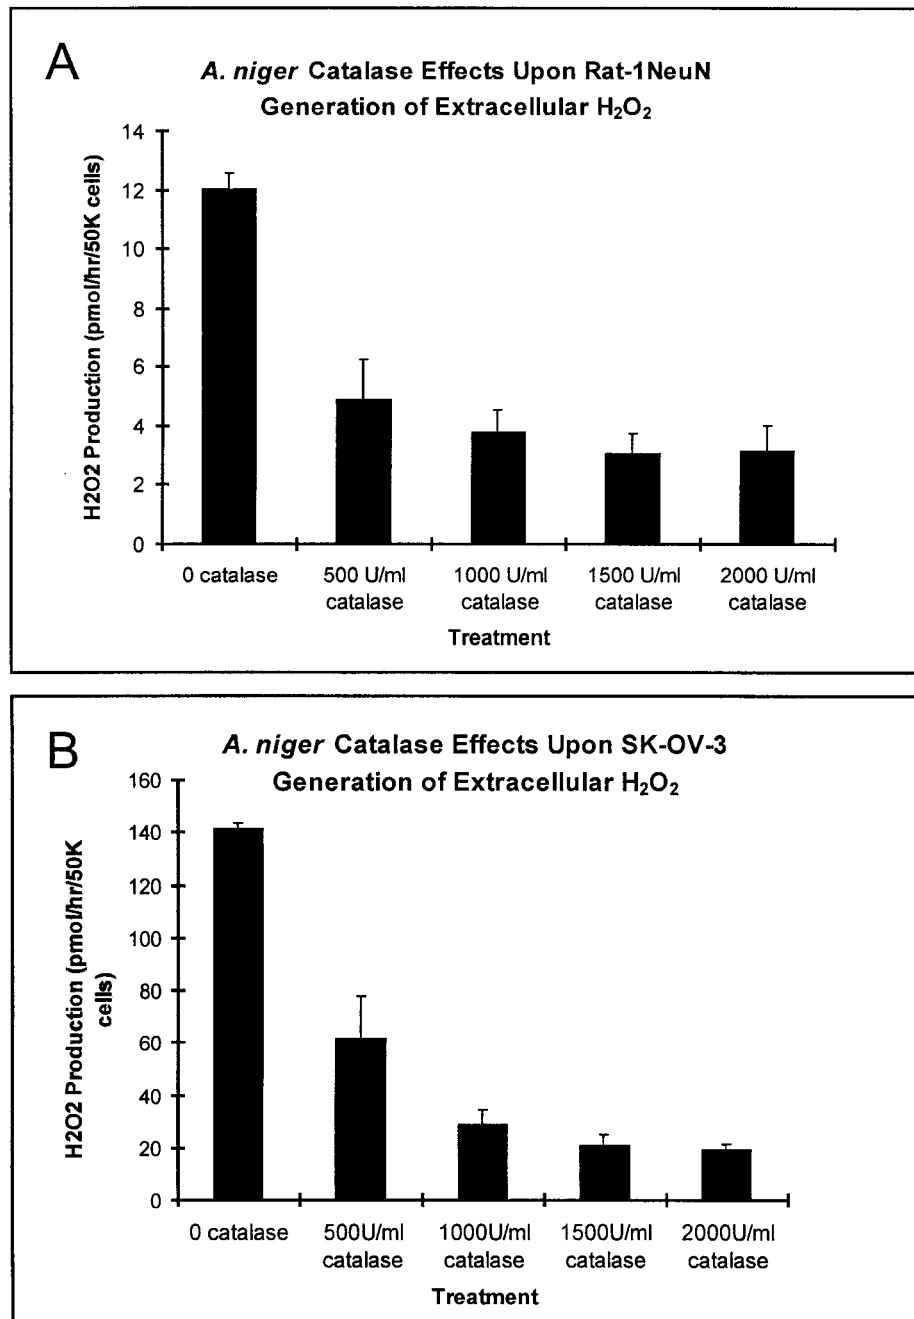 A
A. niger Catalase Effects Upon Rat-1NeuN
Generation of Extracellular H₂O₂
H2O2 Production (pmol/hr/50K cells)
14
12
10
8
6
4
2
0
0 catalase
500 U/ml
catalase
1000 U/ml
catalase
1500 U/ml
catalase
2000 U/ml
catalase
Treatment
B
A. niger Catalase Effects Upon SK-OV-3
Generation of Extracellular H₂O₂
H2O2 Production (pmol/hr/50K
cells)
160
140
120
100
80
60
40
20
0
0 catalase
500U/ml
catalase
1000U/ml
catalase
1500U/ml
catalase
2000U/ml
catalase
Treatment